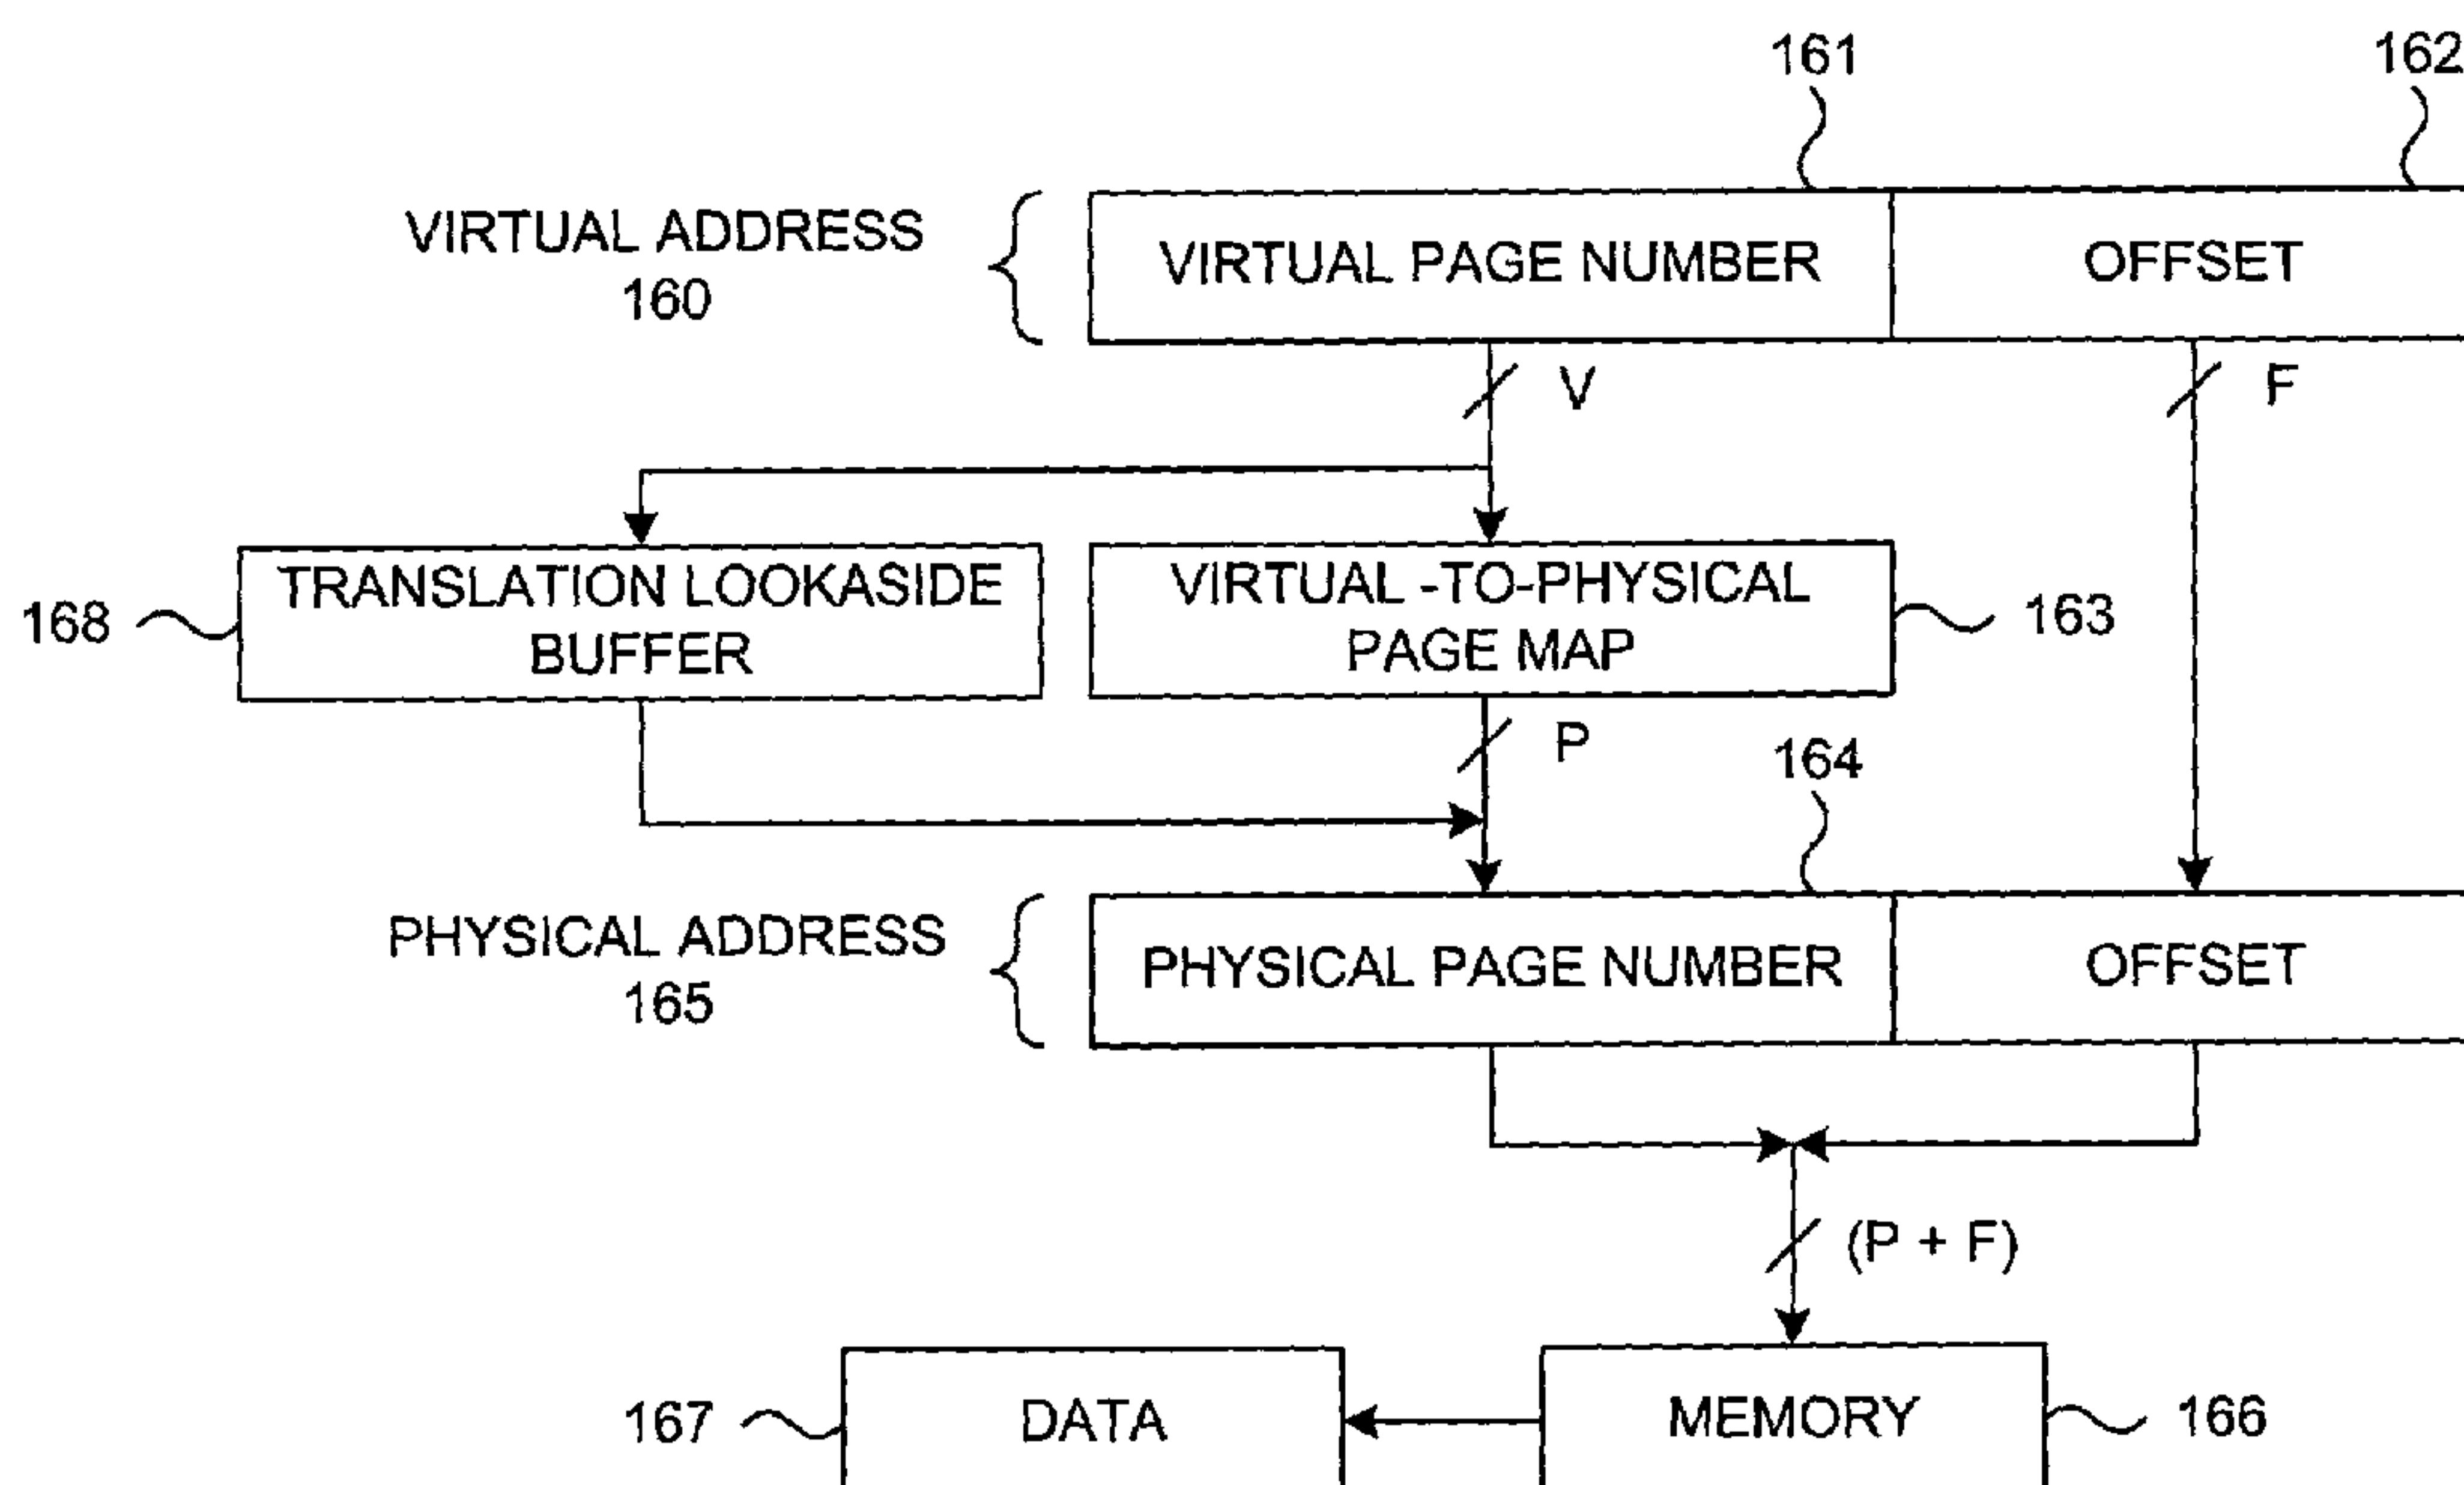 161
162
VIRTUAL ADDRESS
160
VIRTUAL PAGE NUMBER
OFFSET
V
F
168
TRANSLATION LOOKASIDE
BUFFER
VIRTUAL -TO-PHYSICAL
PAGE MAP
163
P
164
PHYSICAL ADDRESS
165
PHYSICAL PAGE NUMBER
OFFSET
(P + F)
167
DATA
MEMORY
166